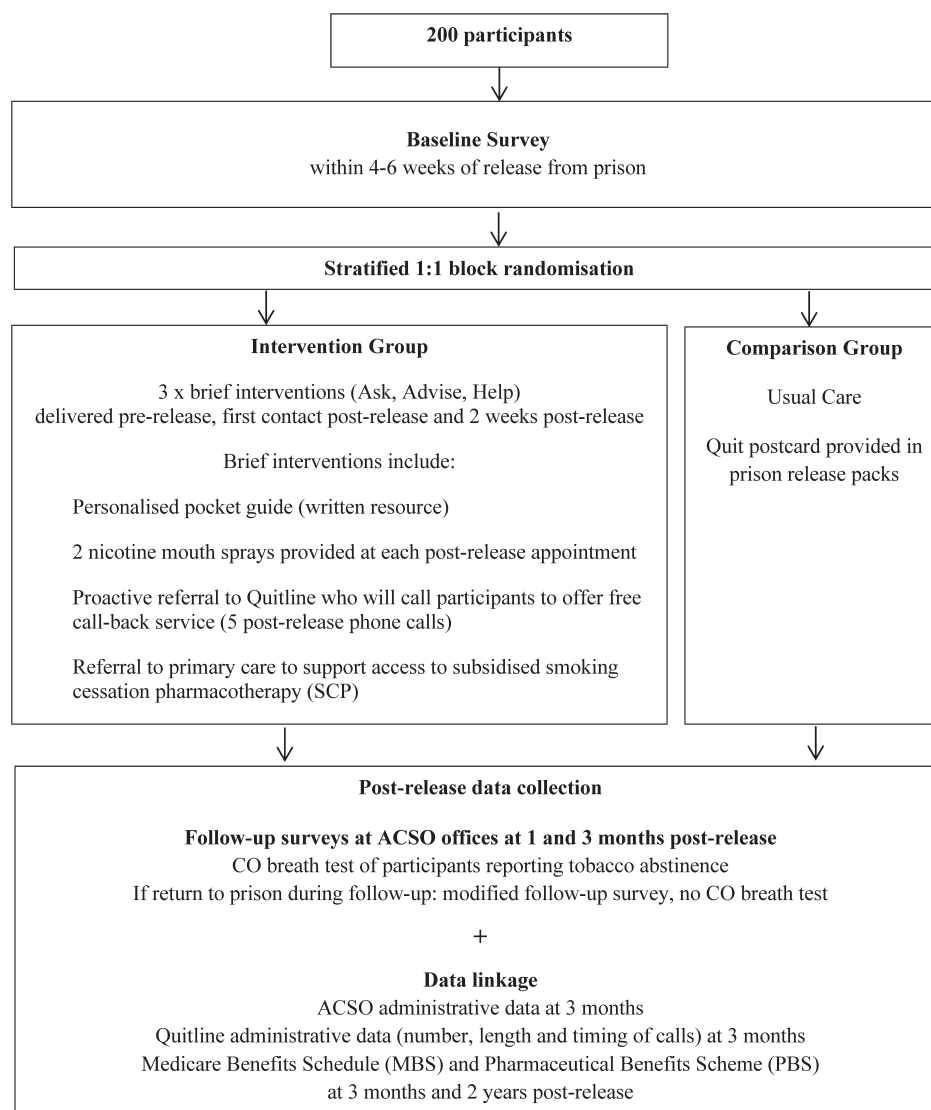 200 participants
Baseline Survey
within 4-6 weeks of release from prison
Stratified 1:1 block randomisation
Intervention Group
3 x brief interventions (Ask, Advise, Help)
delivered pre-release, first contact post-release and 2 weeks post-release
Brief interventions include:
Personalised pocket guide (written resource)
2 nicotine mouth sprays provided at each post-release appointment
Proactive referral to Quitline who will call participants to offer free
call-back service (5 post-release phone calls)
Referral to primary care to support access to subsidised smoking
cessation pharmacotherapy (SCP)
Comparison Group
Usual Care
Quit postcard provided in
prison release packs
Post-release data collection
Follow-up surveys at ACSO offices at 1 and 3 months post-release
CO breath test of participants reporting tobacco abstinence
If return to prison during follow-up: modified follow-up survey, no CO breath test
+
Data linkage
ACSO administrative data at 3 months
Quitline administrative data (number, length and timing of calls) at 3 months
Medicare Benefits Schedule (MBS) and Pharmaceutical Benefits Scheme (PBS)
at 3 months and 2 years post-release